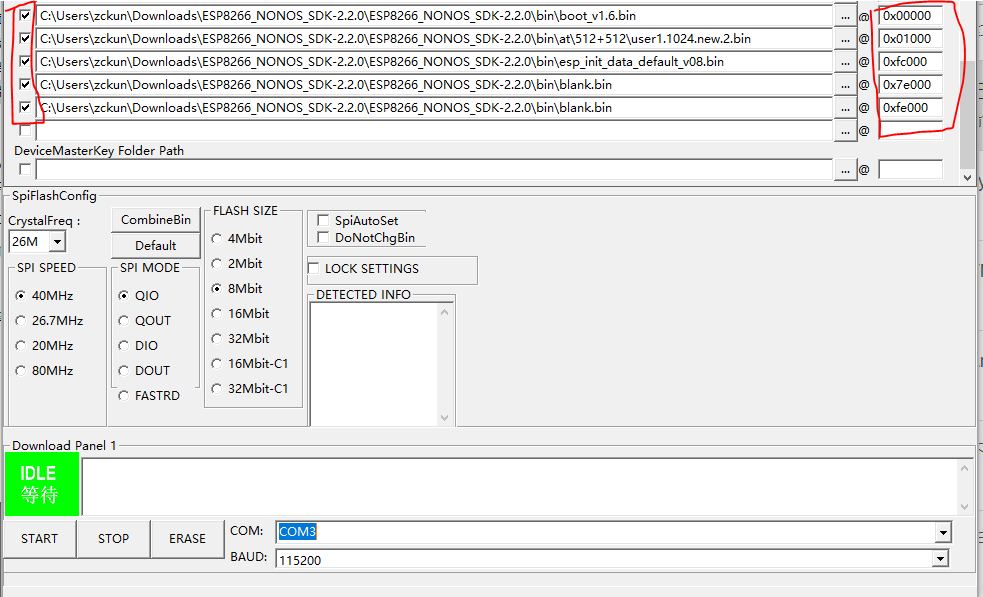 C:\Users\zckun\Downloads\ESP8266_NONOS_SDK-2.2.0\ESP8266_NONOS_SDK-2.2.0\bin\boot_v1.6.bin ... @ 0x00000
C:\Users\zckun\Downloads\ESP8266_NONOS_SDK-2.2.0\ESP8266_NONOS_SDK-2.2.0\bin\at\512+512\user1.1024.new.2.bin ... @ 0x01000
C:\Users\zckun\Downloads\ESP8266_NONOS_SDK-2.2.0\ESP8266_NONOS_SDK-2.2.0\bin\esp_init_data_default_v08.bin ... @ 0xfc000
C:\Users\zckun\Downloads\ESP8266_NONOS_SDK-2.2.0\ESP8266_NONOS_SDK-2.2.0\bin\blank.bin ... @ 0x7e000
C:\Users\zckun\Downloads\ESP8266_NONOS_SDK-2.2.0\ESP8266_NONOS_SDK-2.2.0\bin\blank.bin ... @ 0xfe000
... @
DeviceMasterKey Folder Path
... @
SpiFlashConfig
CrystalFreq :
26M
CombineBin
Default
SPI SPEED
40MHz
26.7MHz
20MHz
80MHz
SPI MODE
QIO
QOUT
DIO
DOUT
FASTRD
FLASH SIZE
4Mbit
2Mbit
8Mbit
16Mbit
32Mbit
16Mbit-C1
32Mbit-C1
SpiAutoSet
DoNotChgBin
LOCK SETTINGS
DETECTED INFO
Download Panel 1
IDLE
等待
START STOP ERASE
COM: COM3
BAUD: 115200